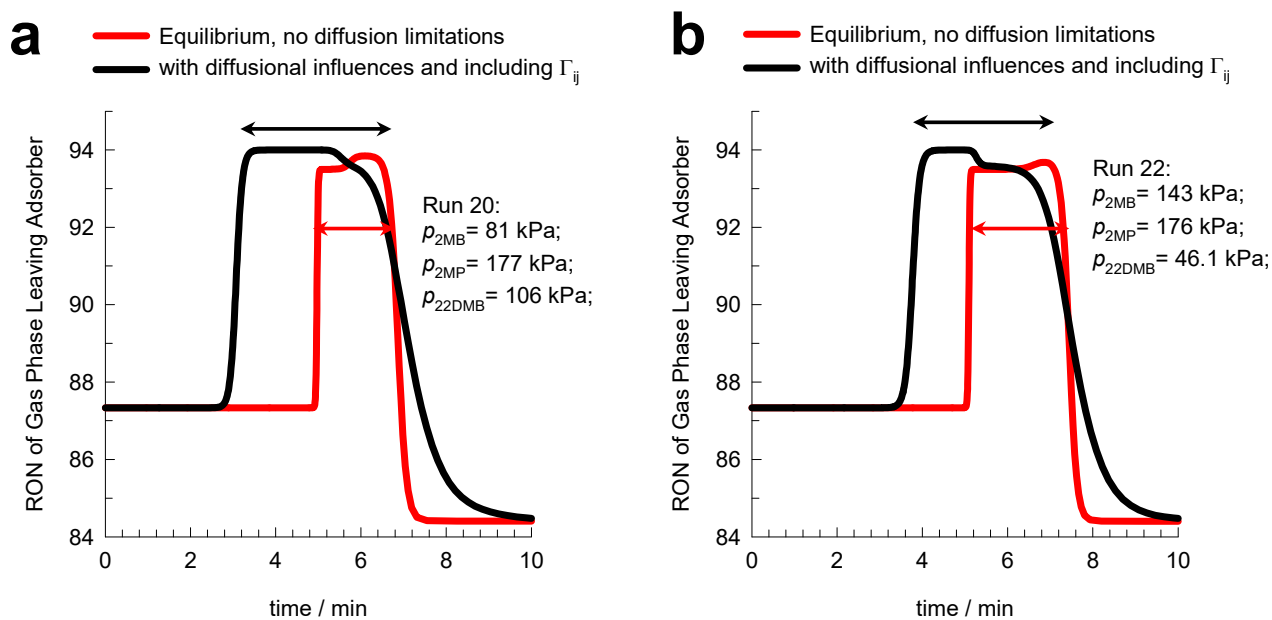 a
Equilibrium, no diffusion limitations
with diffusional influences and including Γij
RON of Gas Phase Leaving Adsorber
94
92
90
88
86
84
Run 20:
p2MB= 81 kPa;
p2MP= 177 kPa;
p22DMB= 106 kPa;
0 2 4 6 8 10
time / min
b
Equilibrium, no diffusion limitations
with diffusional influences and including Γij
RON of Gas Phase Leaving Adsorber
94
92
90
88
86
84
Run 22:
p2MB= 143 kPa;
p2MP= 176 kPa;
p22DMB= 46.1 kPa;
0 2 4 6 8 10
time / min